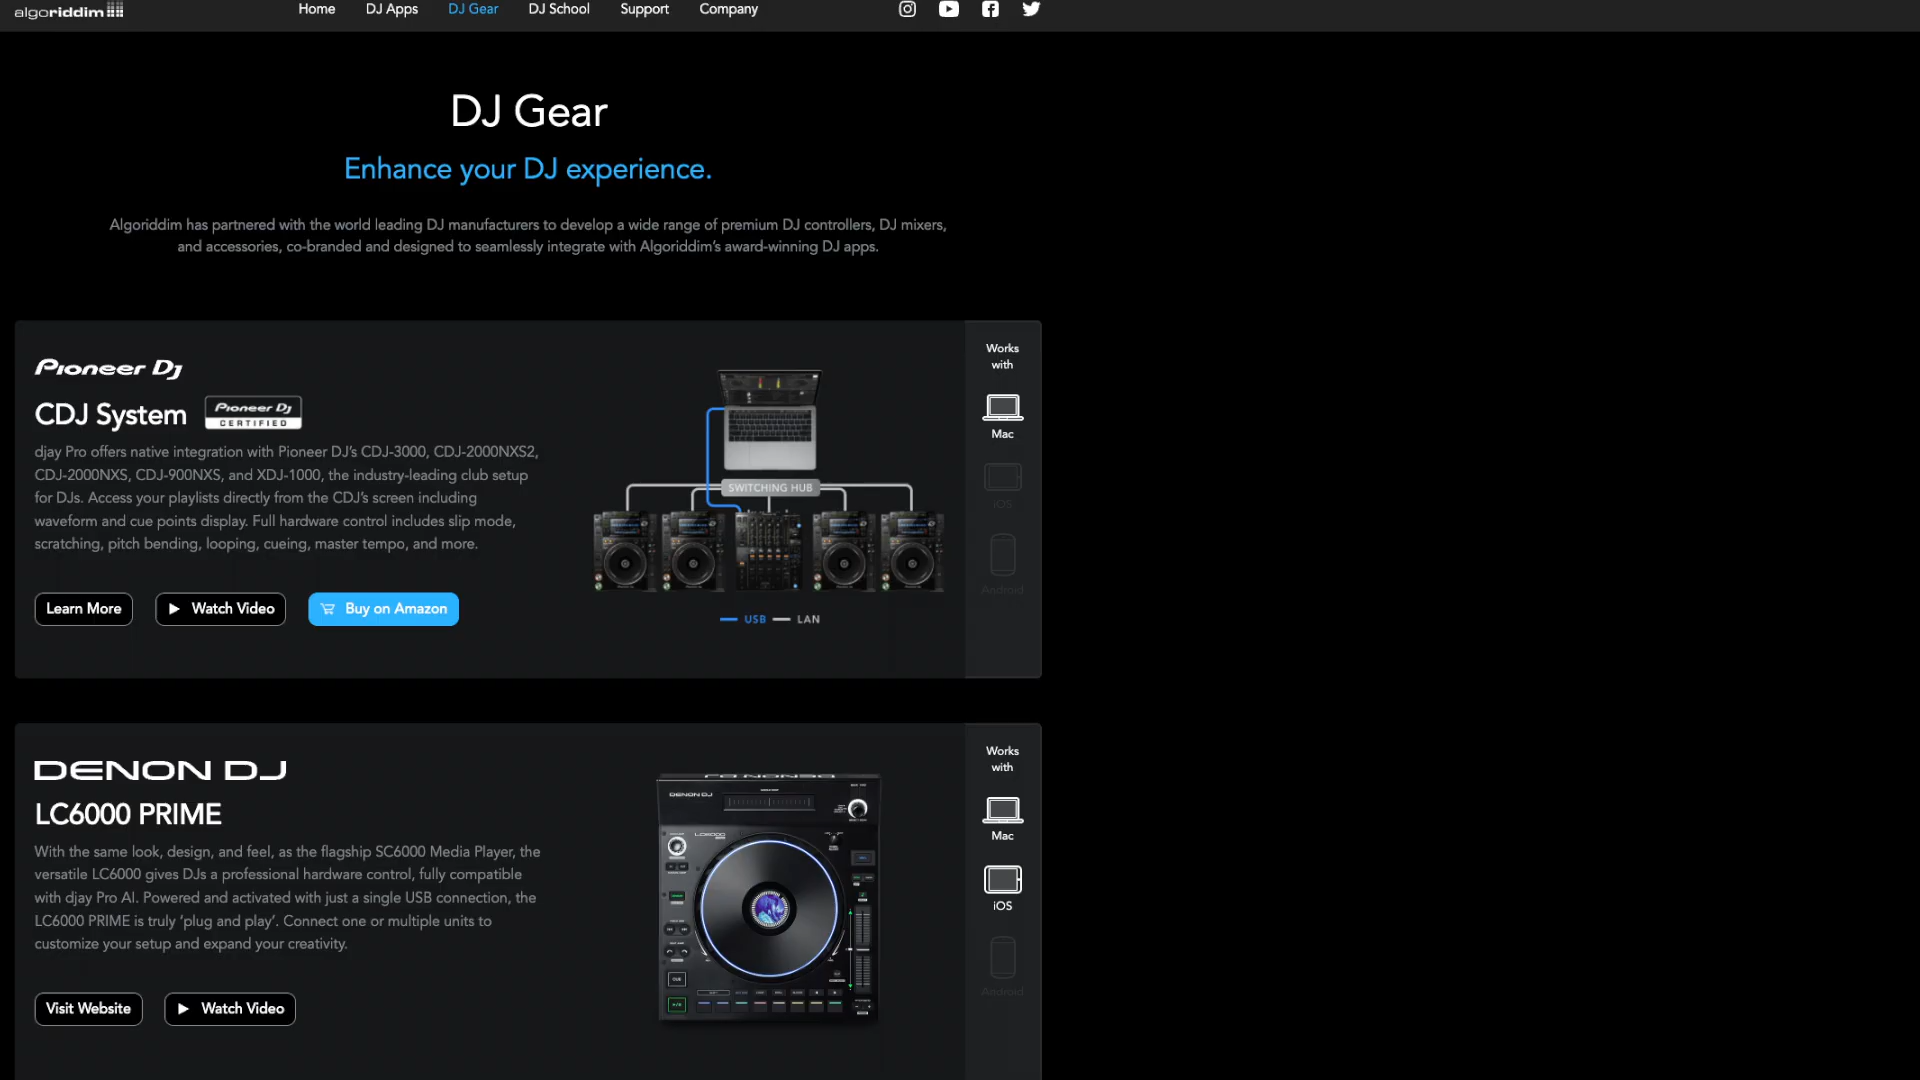 algoriddim
Home DJ Apps DJ Gear DJ School Support Company
DJ Gear
Enhance your DJ experience.
Algoriddim has partnered with the world leading DJ manufacturers to develop a wide range of premium DJ controllers, DJ mixers,
and accessories, co-branded and designed to seamlessly integrate with Algoriddim's award-winning DJ apps.
Pioneer Dj
CDJ System
Pioneer Dj
CERTIFIED
djay Pro offers native integration with Pioneer DJ's CDJ-3000, CDJ-2000NXS2,
CDJ-2000NXS, CDJ-900NXS, and XDJ-1000, the industry-leading club setup
for DJs. Access your playlists directly from the CDJ's screen including
waveform and cue points display. Full hardware control includes slip mode,
scratching, pitch bending, looping, cueing, master tempo, and more.
Learn More
Watch Video
Buy on Amazon
SWITCHING HUB
USB LAN
Works
with
Mac
iOS
Android
DENON DJ
LC6000 PRIME
With the same look, design, and feel, as the flagship SC6000 Media Player, the
versatile LC6000 gives DJs a professional hardware control, fully compatible
with djay Pro AI. Powered and activated with just a single USB connection, the
LC6000 PRIME is truly 'plug and play'. Connect one or multiple units to
customize your setup and expand your creativity.
Visit Website
Watch Video
DENON DJ
DENON DJ
LC6000
CUE
Works
with
Mac
iOS
Android